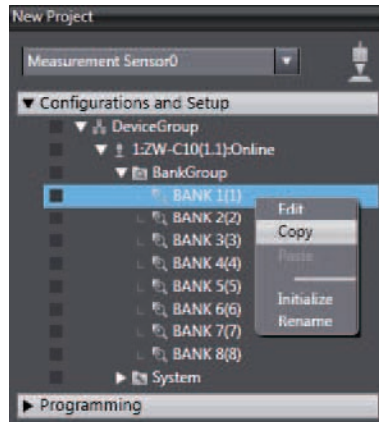 New Project
Measurement Sensor0
Configurations and Setup
DeviceGroup
1:ZW-C10(1.1):Online
BankGroup
BANK 1(1)
Edit
BANK 2(2)
Copy
BANK 3(3)
Paste
BANK 4(4)
BANK 5(5)
Initialize
BANK 6(6)
Rename
BANK 7(7)
BANK 8(8)
System
Programming